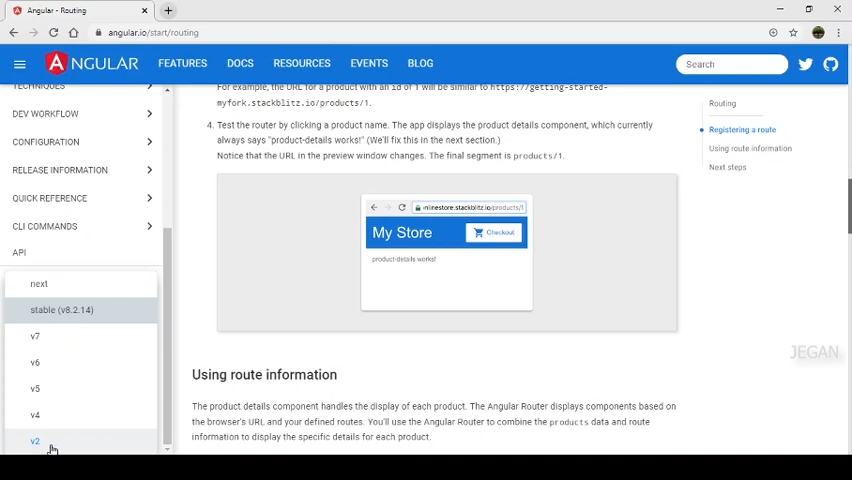 Angular - Routing
angular.io/start/routing
ANGULAR FEATURES DOCS RESOURCES EVENTS BLOG Search
TECHNIQUES
DEV WORKFLOW
CONFIGURATION
RELEASE INFORMATION
QUICK REFERENCE
CLI COMMANDS
API
next
stable (v8.2.14)
v7
v6
v5
v4
v2
For example, the URL for a product with an id of 1 will be similar to https://getting-started-
myfork.stackblitz.io/products/1.
4. Test the router by clicking a product name. The app displays the product details component, which currently
always says "product-details works!" (We'll fix this in the next section.)
Notice that the URL in the preview window changes. The final segment is products/1.
nlinestore.stackblitz.io/products/1
My Store Checkout
product-details works!
Using route information
The product details component handles the display of each product. The Angular Router displays components based on
the browser's URL and your defined routes. You'll use the Angular Router to combine the products data and route
information to display the specific details for each product.
Routing
Registering a route
Using route information
Next steps
JEGAN